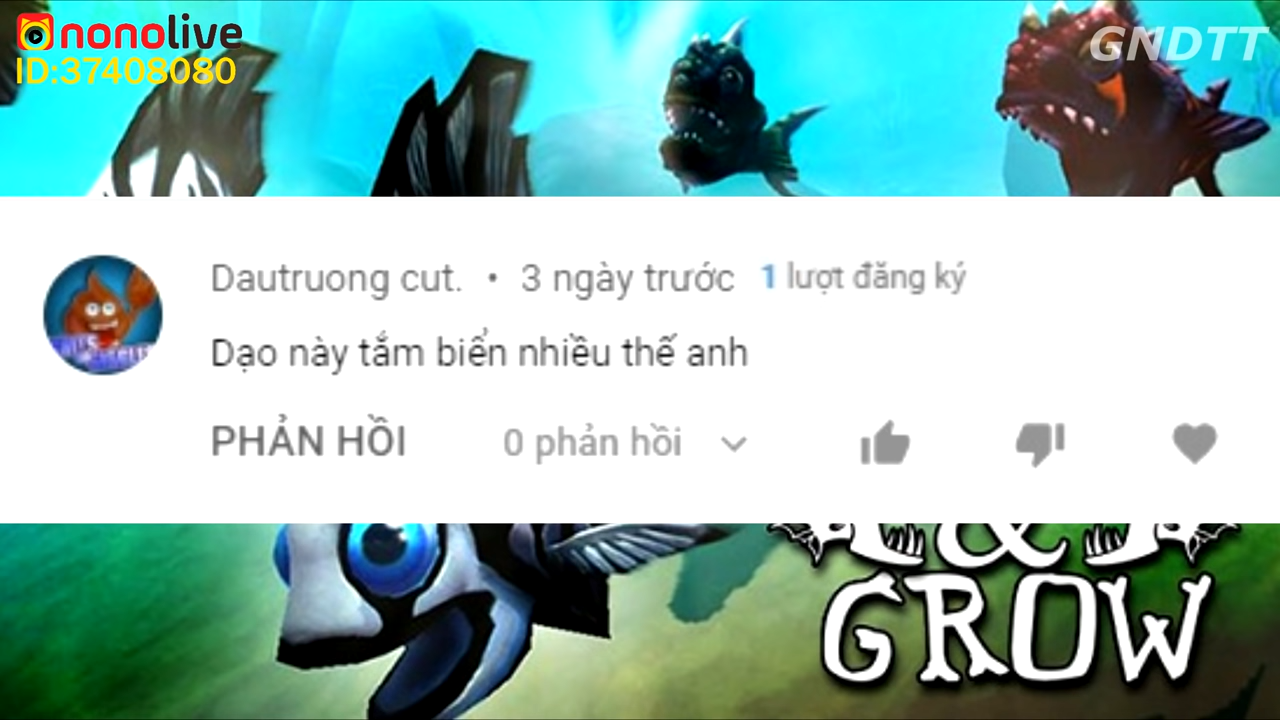 nonolive
ID:37408080
GNDTT
Dautruong cut. • 3 ngày trước 1 lượt đăng ký
Dạo này tắm biển nhiều thế anh
PHẢN HỒI 0 phản hồi
&
GROW